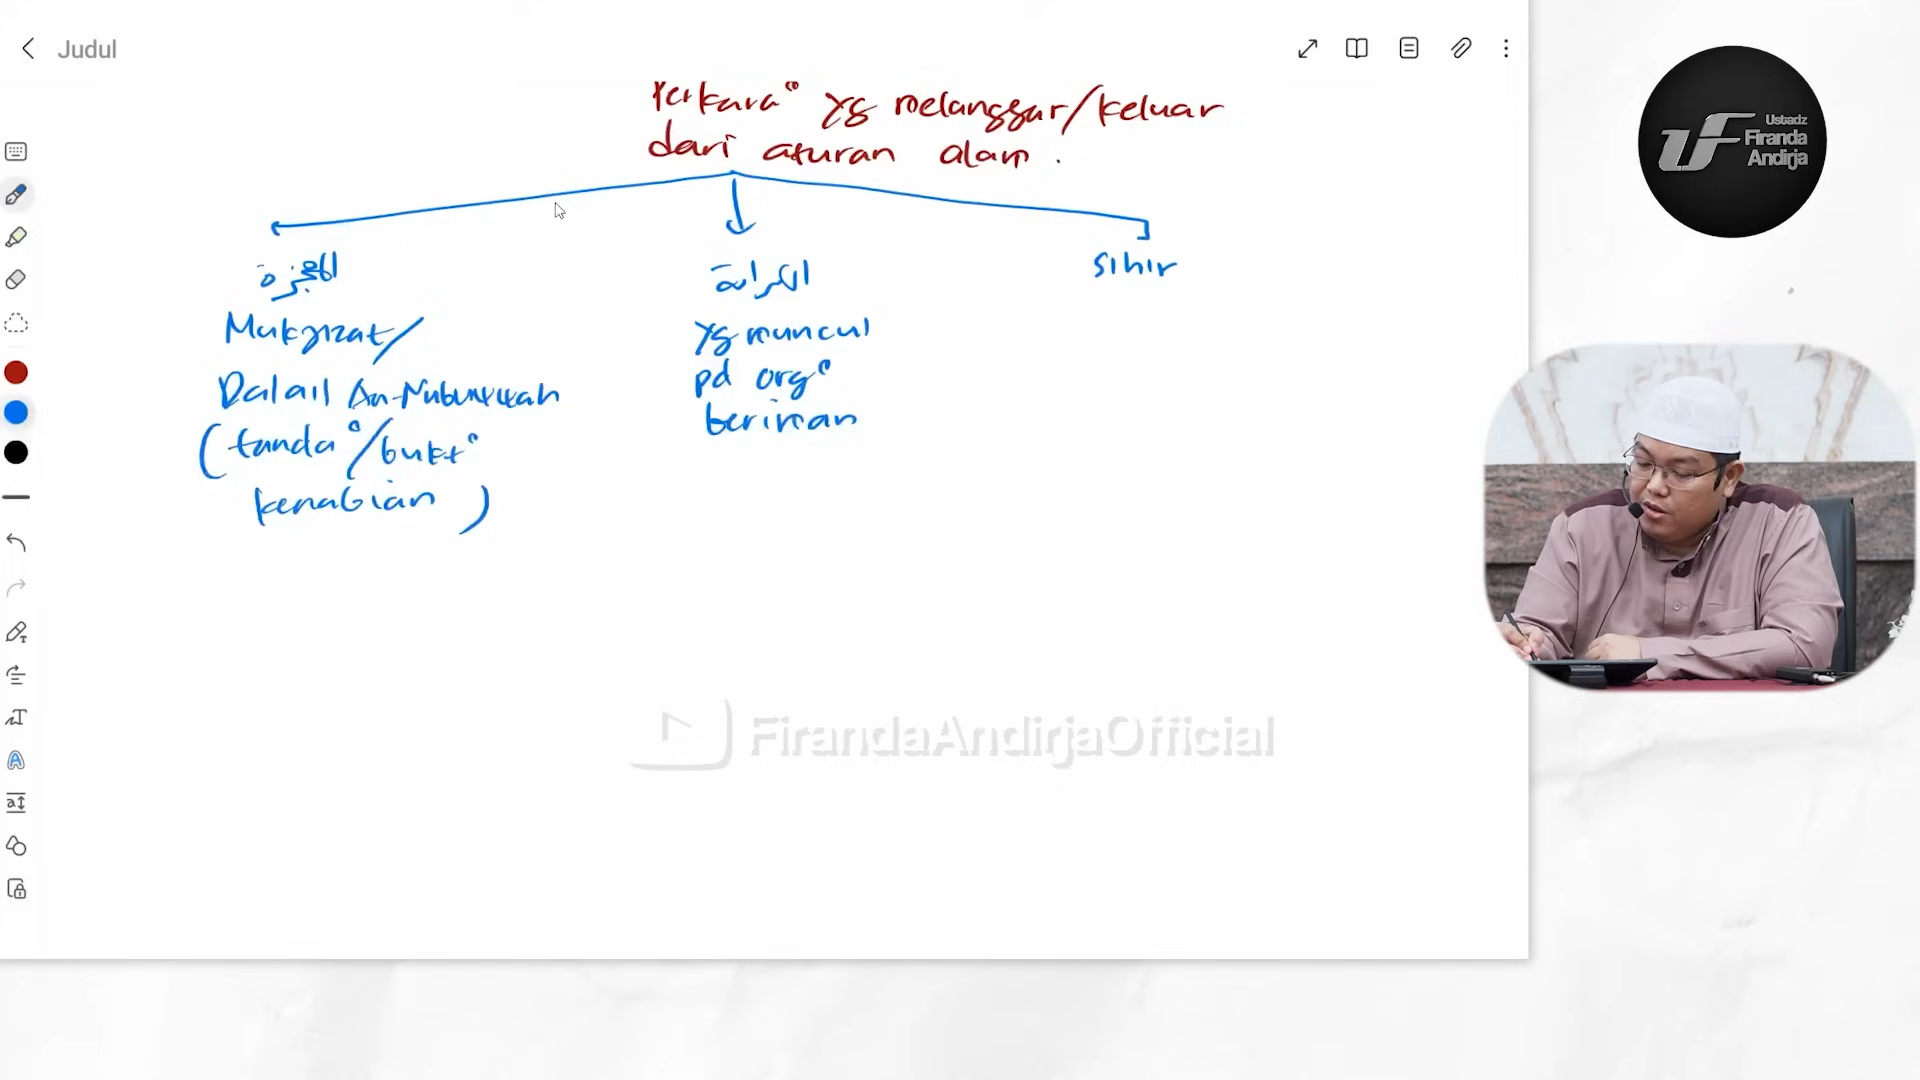 Judul
Perkara° yg melanggar/keluar
dari aturan alam .
المعجزة
Mukjizat/
Dalail An-Nubuwwah
(tanda°/bukt°
kenabian )
الكرامة
yg muncul
pd org°
beriman
sihir
Ustadz
Firanda
Andirja
FirandaAndirjaOfficial